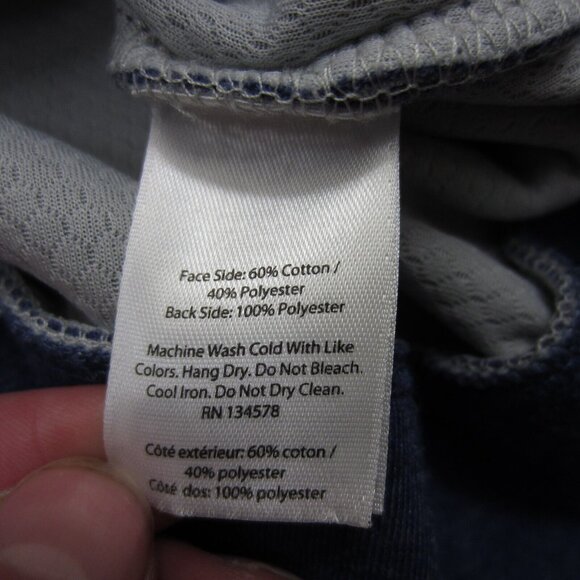 Face Side: 60% Cotton /
40% Polyester
Back Side: 100% Polyester
Machine Wash Cold With Like
Colors. Hang Dry. Do Not Bleach.
Cool Iron. Do Not Dry Clean.
RN 134578
Côté extérieur: 60% coton /
40% polyester
Côté dos: 100% polyester